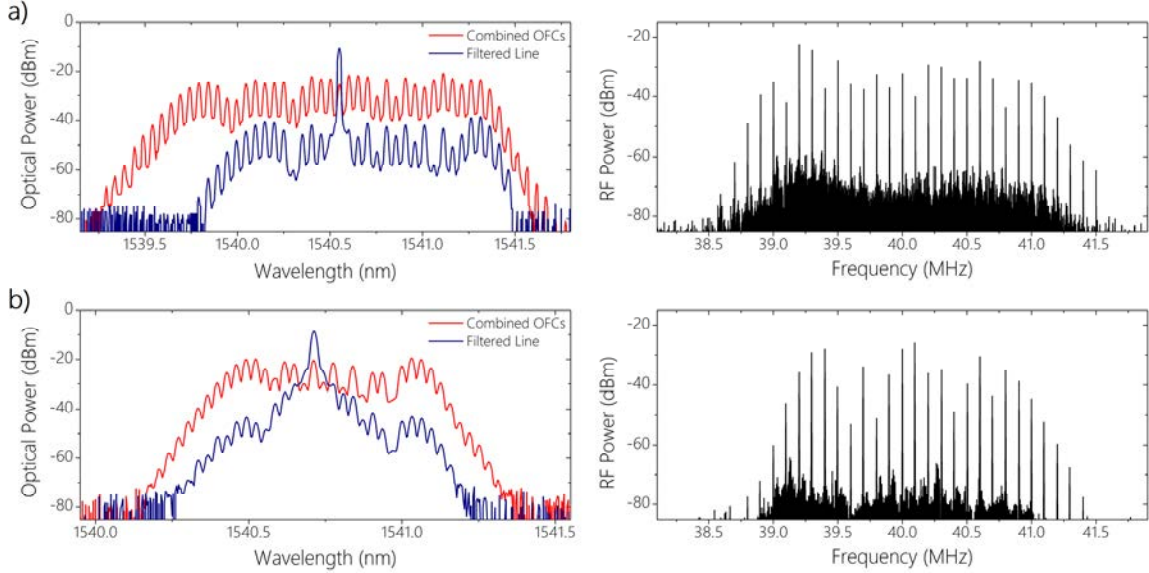 a)
0
-20
-40
-60
-80
Optical Power (dBm)
Combined OFCs
Filtered Line
1539.5 1540.0 1540.5 1541.0 1541.5
Wavelength (nm)
-20
-40
-60
-80
RF Power (dBm)
38.5 39.0 39.5 40.0 40.5 41.0 41.5
Frequency (MHz)
b)
0
-20
-40
-60
-80
Optical Power (dBm)
Combined OFCs
Filtered Line
1540.0 1540.5 1541.0 1541.5
Wavelength (nm)
-20
-40
-60
-80
RF Power (dBm)
38.5 39.0 39.5 40.0 40.5 41.0 41.5
Frequency (MHz)